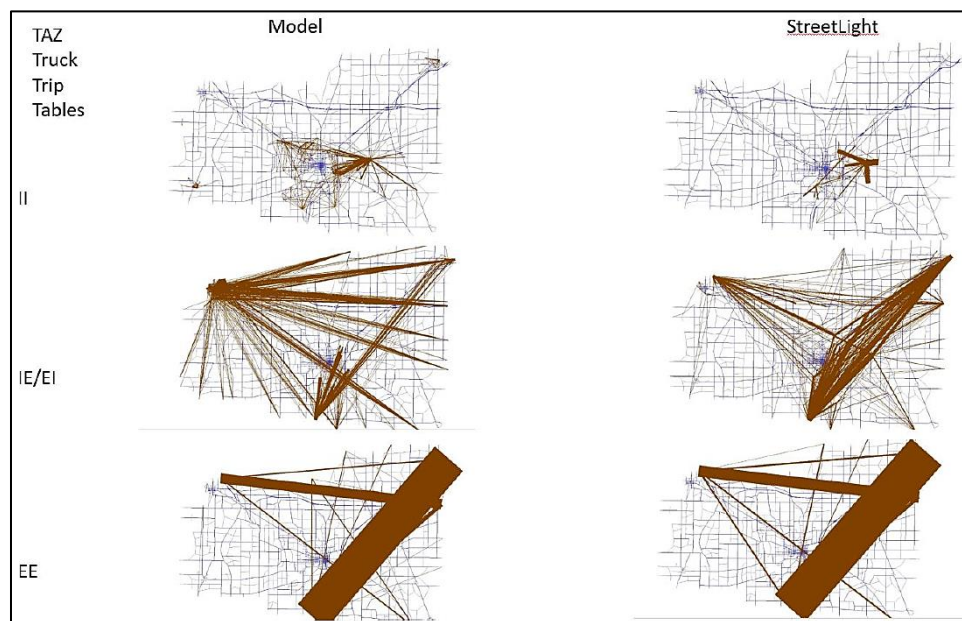 TAZ
Truck
Trip
Tables
Model
StreetLight
II
IE/EI
EE